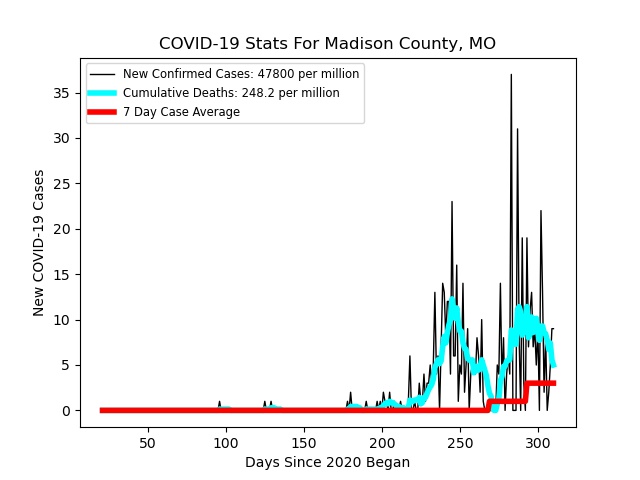 COVID-19 Stats For Madison County, MO
New Confirmed Cases: 47800 per million
Cumulative Deaths: 248.2 per million
7 Day Case Average
New COVID-19 Cases
35
30
25
20
15
10
5
0
50 100 150 200 250 300
Days Since 2020 Began